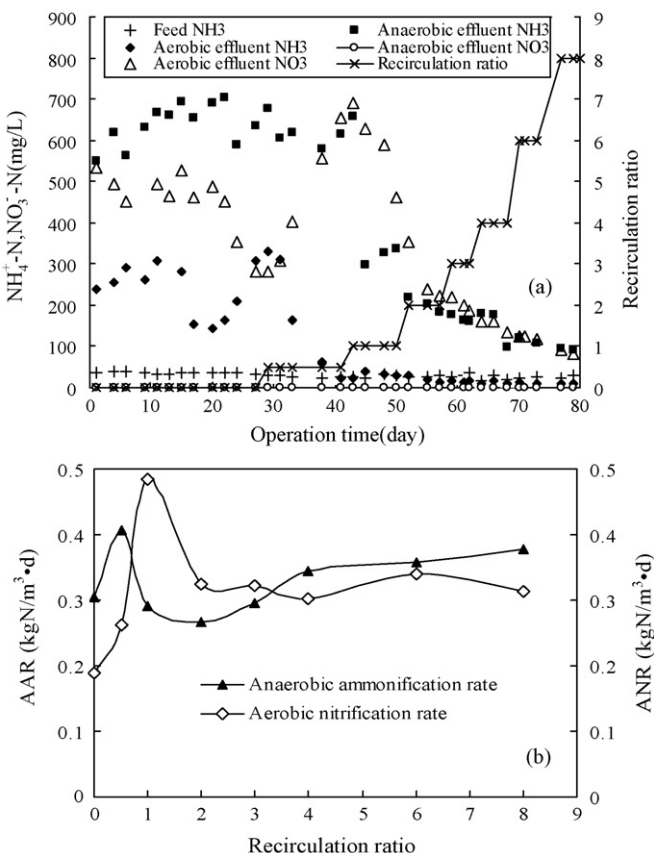 900
800
700
600
500
400
300
200
100
0
NH₄⁺-N,NO₃⁻-N(mg/L)
Feed NH3 Anaerobic effluent NH3
Aerobic effluent NH3 Anaerobic effluent NO3
Aerobic effluent NO3 Recirculation ratio
9
8
7
6
5
4
3
2
1
0
Recirculation ratio
(a)
0 10 20 30 40 50 60 70 80
Operation time(day)
0.5
0.4
0.3
0.2
0.1
0
AAR (kgN/m³•d)
Anaerobic ammonification rate
Aerobic nitrification rate
(b)
0.5
0.4
0.3
0.2
0.1
0
ANR (kgN/m³•d)
0 1 2 3 4 5 6 7 8 9
Recirculation ratio